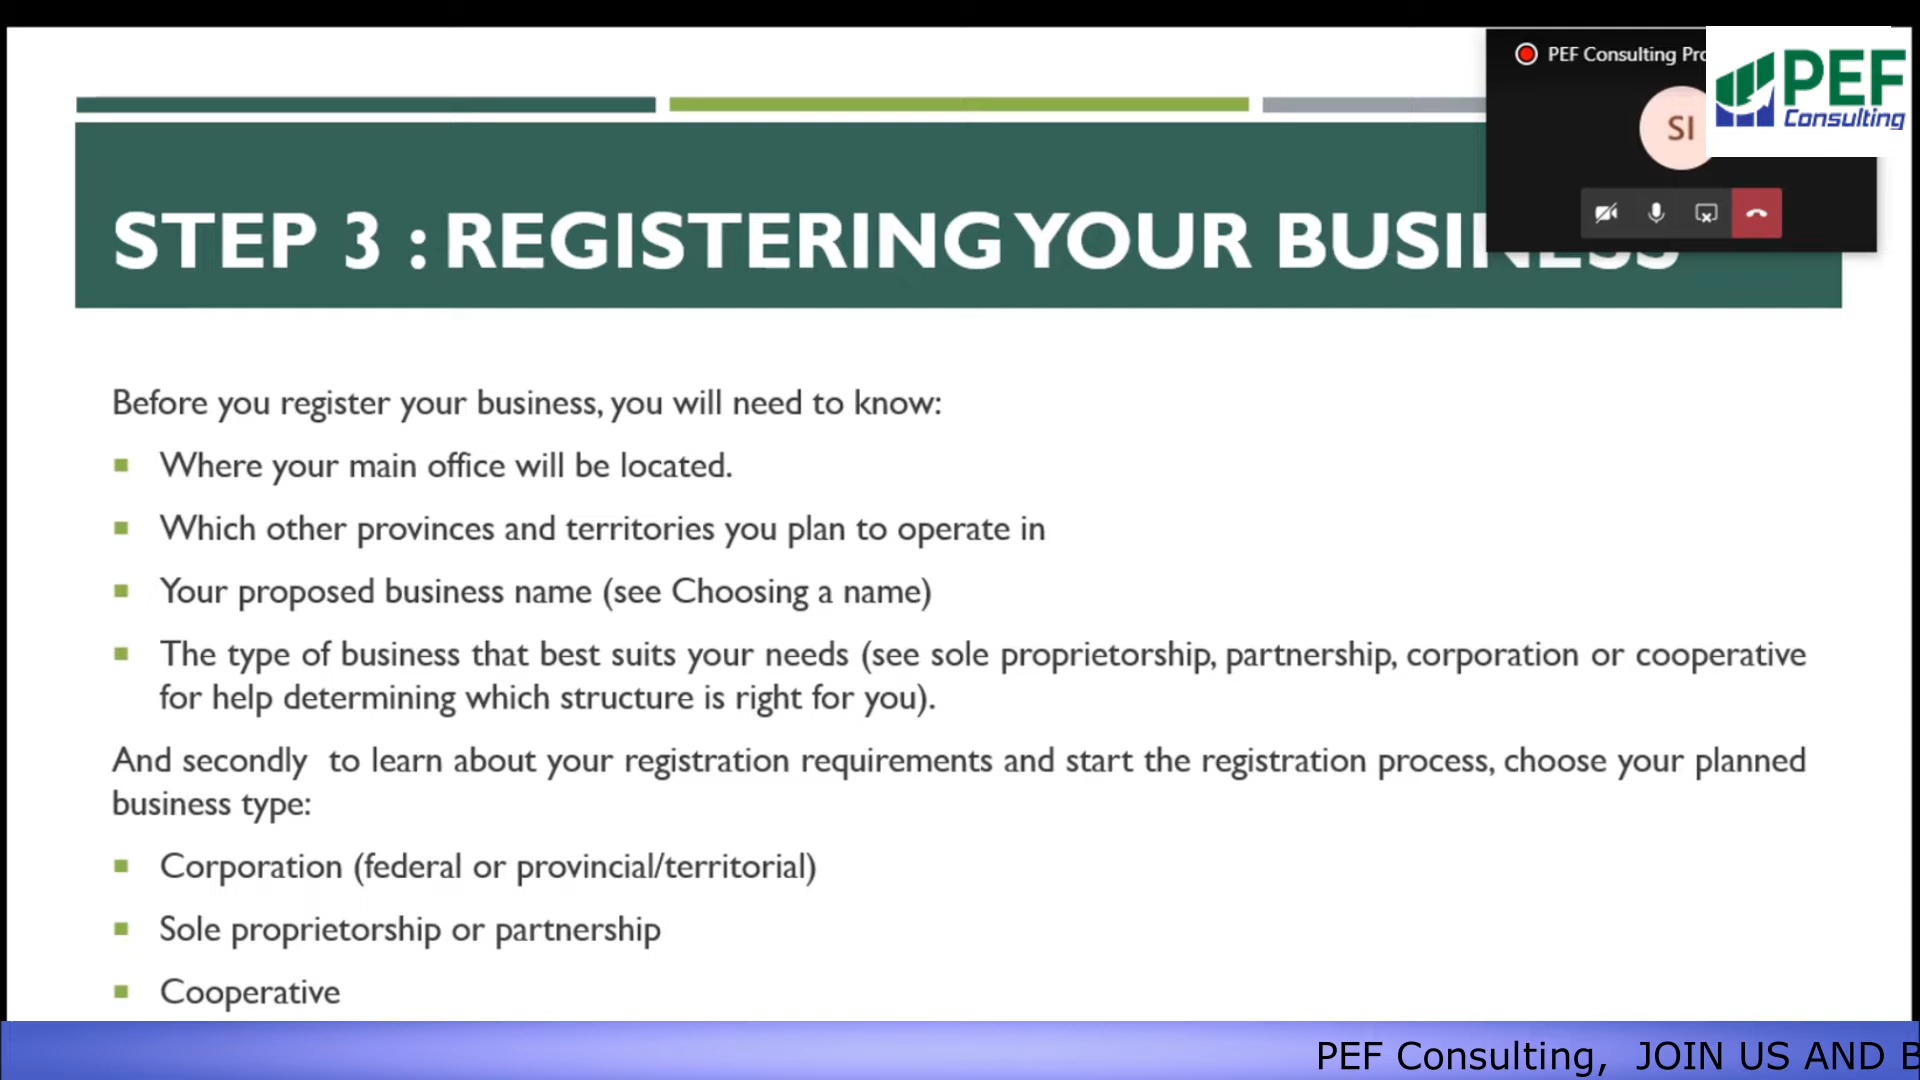 PEF Consulting Pro
PEF
Consulting
SI
STEP 3 : REGISTERING YOUR BUSINESS
Before you register your business, you will need to know:
Where your main office will be located.
Which other provinces and territories you plan to operate in
Your proposed business name (see Choosing a name)
The type of business that best suits your needs (see sole proprietorship, partnership, corporation or cooperative
for help determining which structure is right for you).
And secondly to learn about your registration requirements and start the registration process, choose your planned
business type:
Corporation (federal or provincial/territorial)
Sole proprietorship or partnership
Cooperative
PEF Consulting, JOIN US AND B